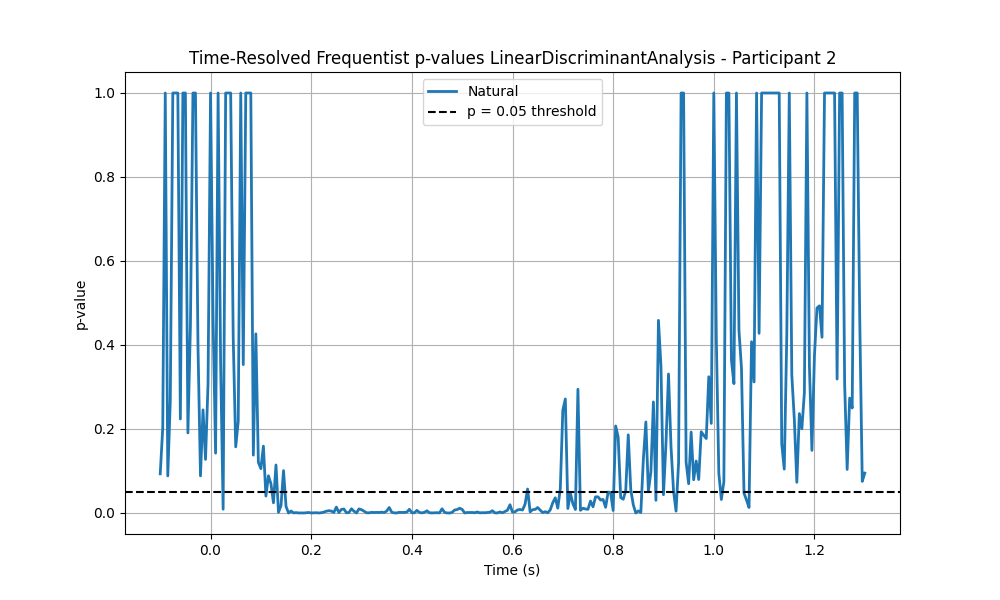 Time-Resolved Frequentist p-values LinearDiscriminantAnalysis - Participant 2
Natural
p = 0.05 threshold
1.0
0.8
0.6
0.4
0.2
0.0
p-value
0.0 0.2 0.4 0.6 0.8 1.0 1.2
Time (s)